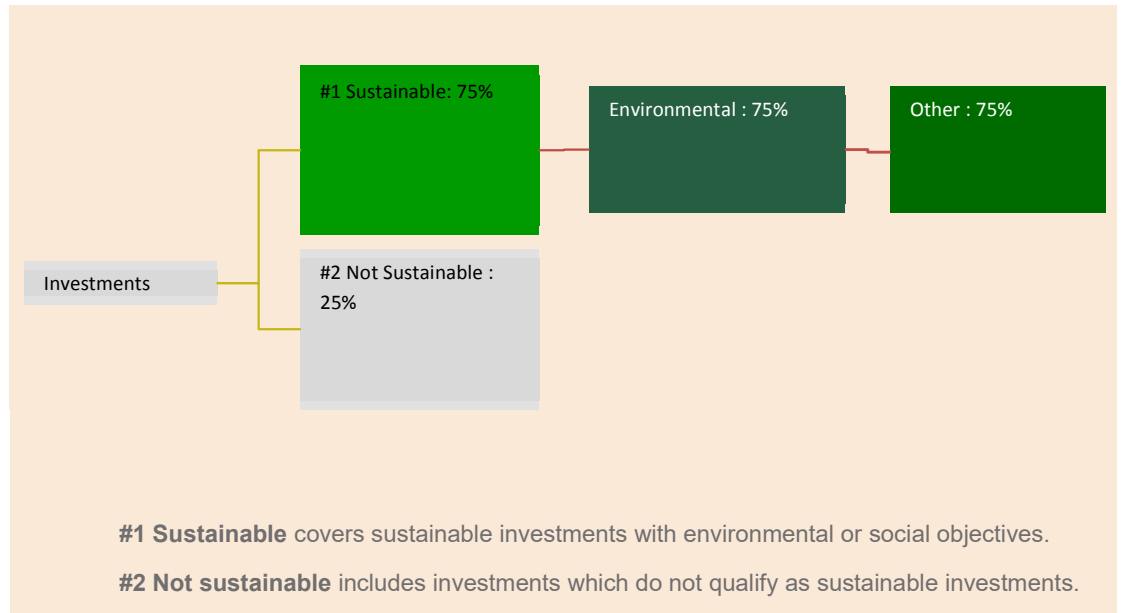 #1 Sustainable: 75%
Environmental : 75%
Other : 75%
Investments
#2 Not Sustainable :
25%
#1 Sustainable covers sustainable investments with environmental or social objectives.
#2 Not sustainable includes investments which do not qualify as sustainable investments.